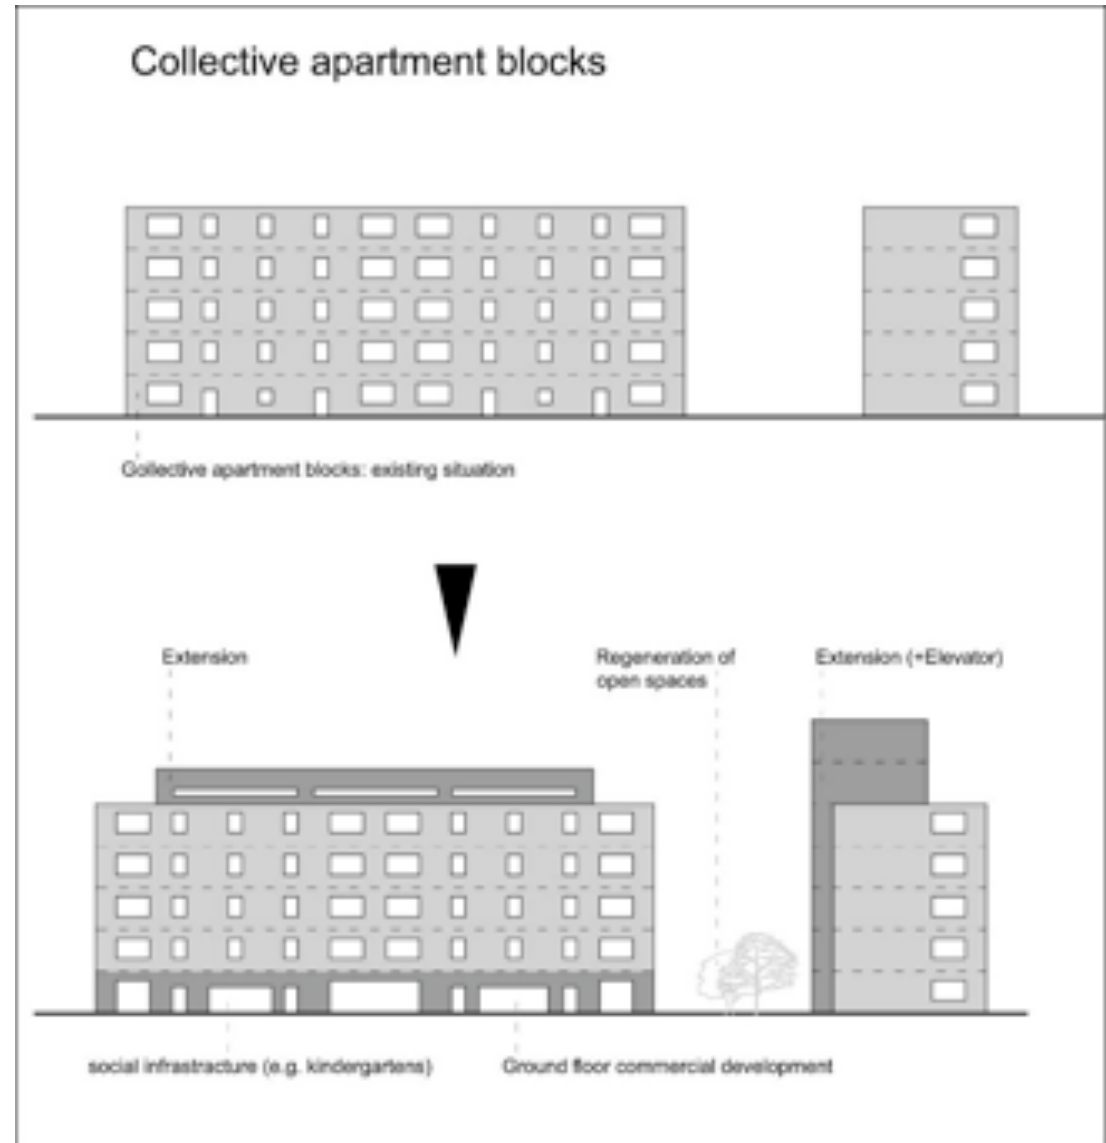 Collective apartment blocks
Collective apartment blocks: existing situation
Extension
Regeneration of
open spaces
Extension (+Elevator)
social infrastracture (e.g. kindergartens)
Ground floor commercial development